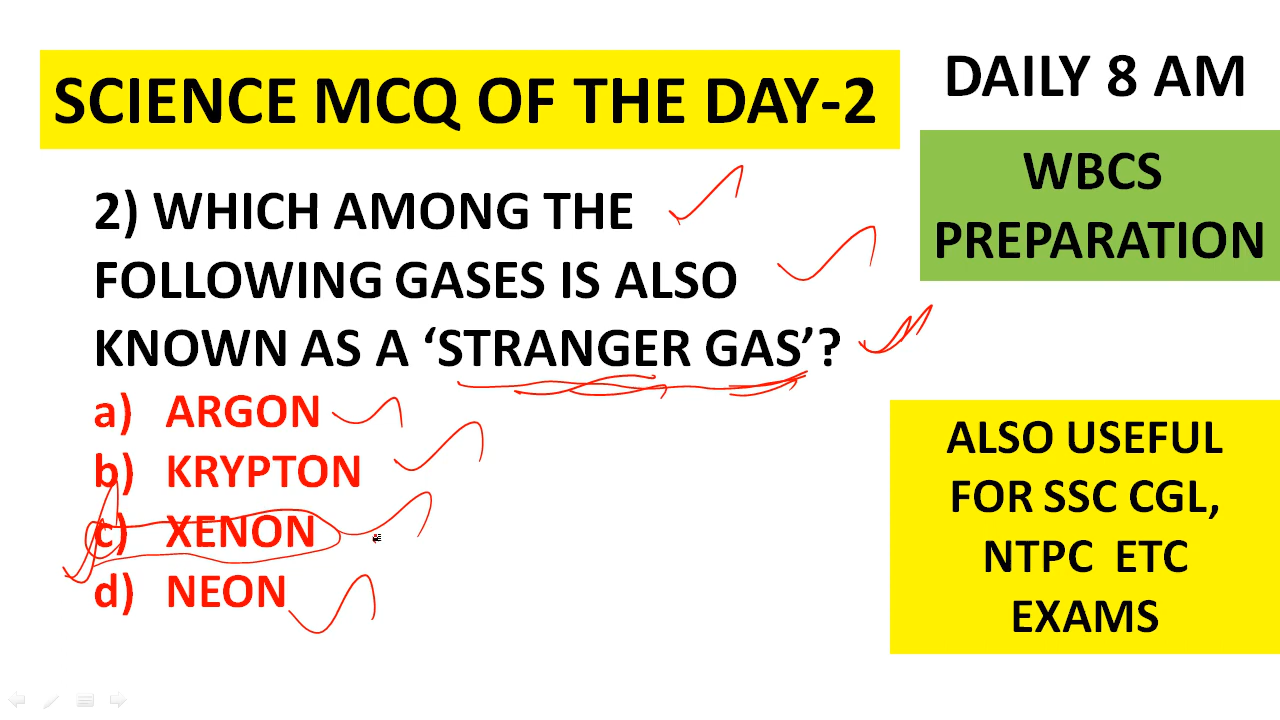 SCIENCE MCQ OF THE DAY-2
2) WHICH AMONG THE
FOLLOWING GASES IS ALSO
KNOWN AS A ‘STRANGER GAS’?
a) ARGON
b) KRYPTON
c) XENON
d) NEON
DAILY 8 AM
WBCS
PREPARATION
ALSO USEFUL
FOR SSC CGL,
NTPC ETC
EXAMS